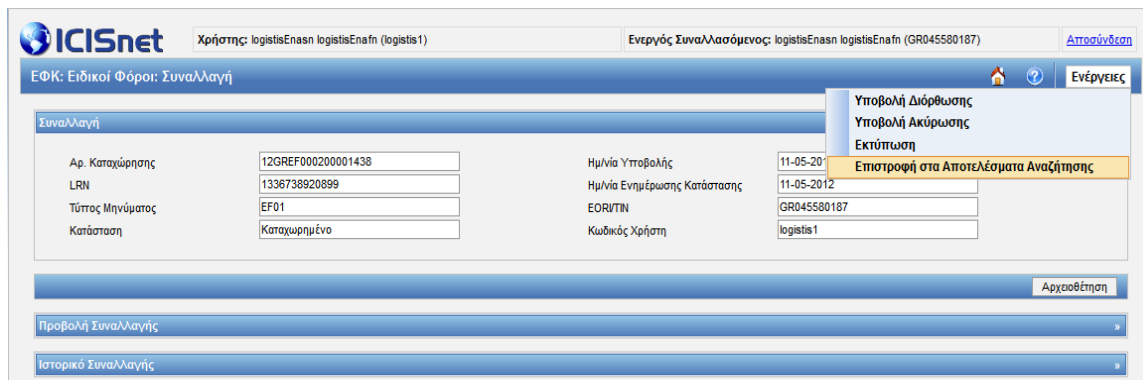 ICISnet
Χρήστης: logistisEnasn logistisEnafn (logistis1)
Ενεργός Συναλλασόμενος: logistisEnasn logistisEnafn (GR045580187)
Αποσύνδεση
ΕΦΚ: Ειδικοί Φόροι: Συναλλαγή
Ενέργειες
Υποβολή Διόρθωσης
Υποβολή Ακύρωσης
Εκτύπωση
Επιστροφή στα Αποτελέσματα Αναζήτησης
Συναλλαγή
Αρ. Καταχώρησης 12GREF000200001438 Ημ/νία Υποβολής
LRN 1336738920899 Ημ/νία Ενημέρωσης Κατάστασης 11-05-2012
Τύπος Μηνύματος EF01 EORI/TIN GR045580187
Κατάσταση Καταχωρημένο Κωδικός Χρήστη logistis1
Αρχειοθέτηση
Προβολή Συναλλαγής »
Ιστορικό Συναλλαγής »